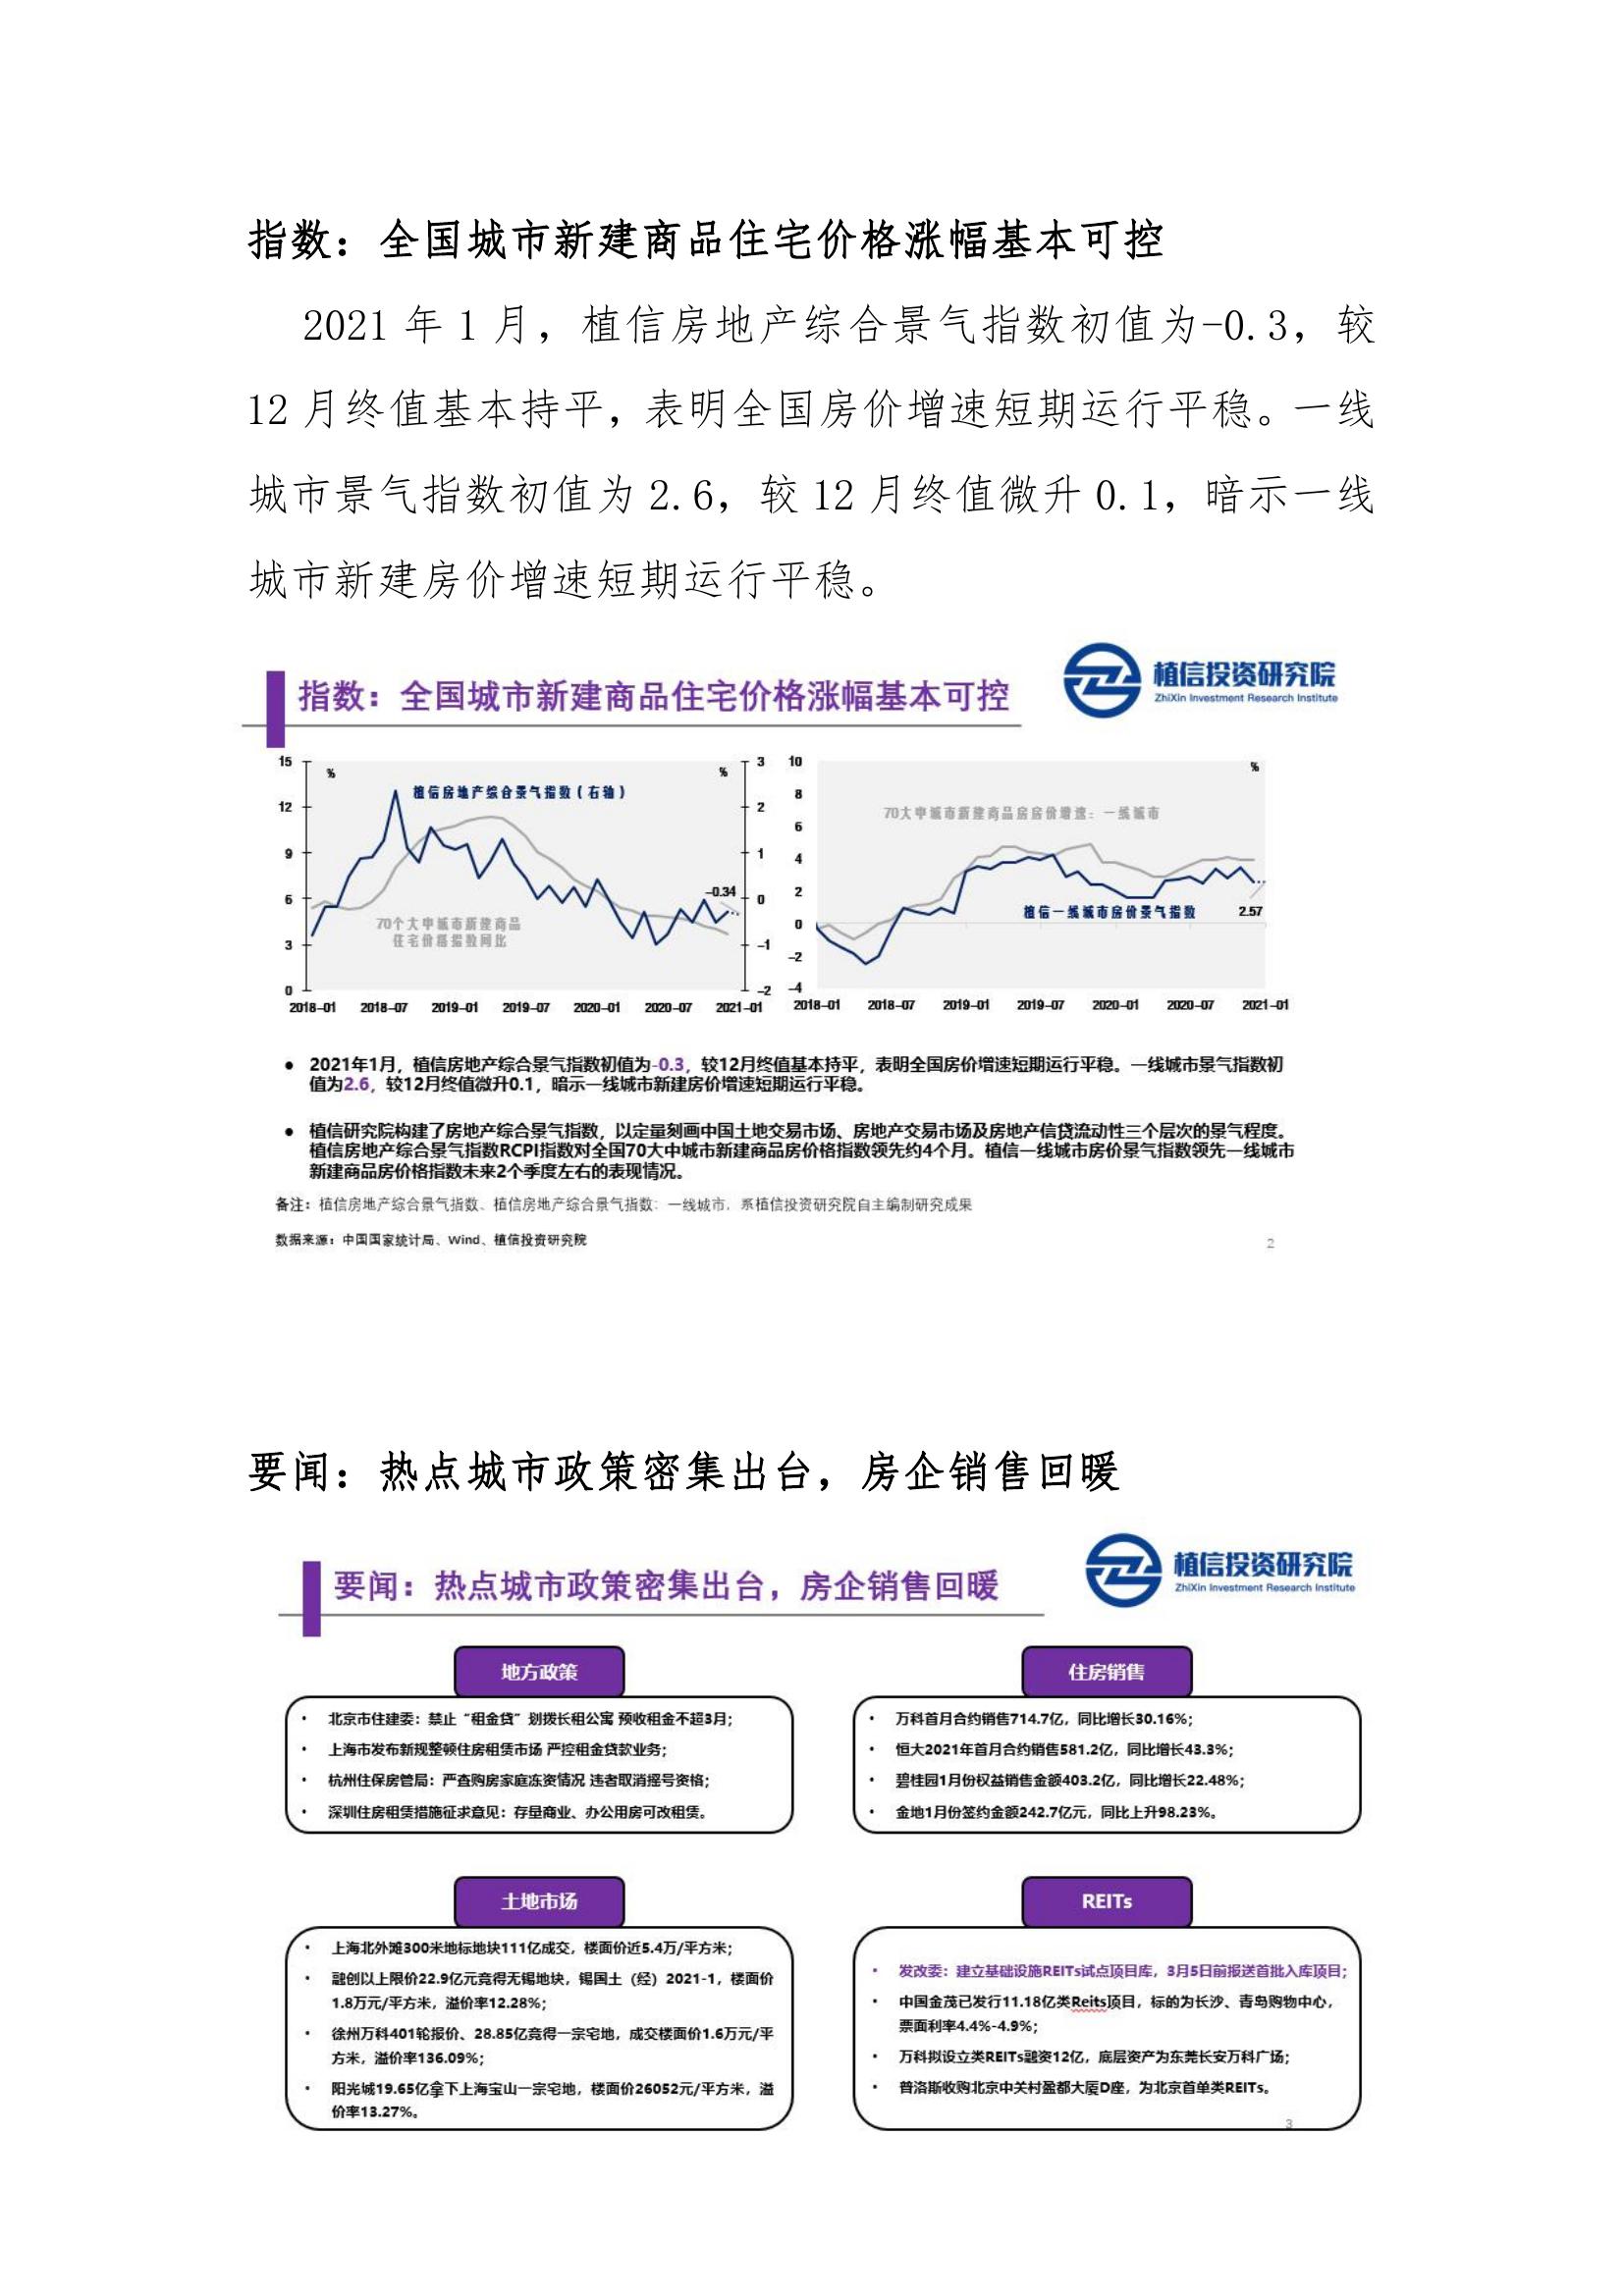 指数：全国城市新建商品住宅价格涨幅基本可控
2021 年 1 月，植信房地产综合景气指数初值为-0.3，较
12 月终值基本持平，表明全国房价增速短期运行平稳。一线
城市景气指数初值为 2.6，较 12 月终值微升 0.1，暗示一线
城市新建房价增速短期运行平稳。
指数：全国城市新建商品住宅价格涨幅基本可控
植信投资研究院
ZhiXin Investment Research Institute
15
12
9
6
3
0
%
%
植信房地产综合景气指数（右轴）
-0.34
70个大中城市新建商品
住宅价格指数同比
3
2
1
0
-1
-2
2018-01 2018-07 2019-01 2019-07 2020-01 2020-07 2021-01
10
8
6
4
2
0
-2
-4
%
70大中城市新建商品房房价增速：一线城市
植信一线城市房价景气指数
2.57
2018-01 2018-07 2019-01 2019-07 2020-01 2020-07 2021-01
● 2021年1月，植信房地产综合景气指数初值为-0.3，较12月终值基本持平，表明全国房价增速短期运行平稳。一线城市景气指数初
值为2.6，较12月终值微升0.1，暗示一线城市新建房价增速短期运行平稳。
● 植信研究院构建了房地产综合景气指数，以定量刻画中国土地交易市场、房地产交易市场及房地产信贷流动性三个层次的景气程度。
植信房地产综合景气指数RCPI指数对全国70大中城市新建商品房价格指数领先约4个月。植信一线城市房价景气指数领先一线城市
新建商品房价格指数未来2个季度左右的表现情况。
备注：植信房地产综合景气指数、植信房地产综合景气指数：一线城市，系植信投资研究院自主编制研究成果
数据来源：中国国家统计局、Wind、植信投资研究院
2
要闻：热点城市政策密集出台，房企销售回暖
要闻：热点城市政策密集出台，房企销售回暖
植信投资研究院
ZhiXin Investment Research Institute
地方政策
• 北京市住建委：禁止“租金贷”划拨长租公寓 预收租金不超3月；
• 上海市发布新规整顿住房租赁市场 严控租金贷款业务；
• 杭州住保房管局：严查购房家庭冻资情况 违者取消摇号资格；
• 深圳住房租赁措施征求意见：存量商业、办公用房可改租赁。
住房销售
• 万科首月合约销售714.7亿，同比增长30.16%；
• 恒大2021年首月合约销售581.2亿，同比增长43.3%；
• 碧桂园1月份权益销售金额403.2亿，同比增长22.48%；
• 金地1月份签约金额242.7亿元，同比上升98.23%。
土地市场
• 上海北外滩300米地标地块111亿成交，楼面价近5.4万/平方米；
• 融创以上限价22.9亿元竞得无锡地块，锡国土（经）2021-1，楼面价
1.8万元/平方米，溢价率12.28%；
• 徐州万科401轮报价、28.85亿竞得一宗宅地，成交楼面价1.6万元/平
方米，溢价率136.09%；
• 阳光城19.65亿拿下上海宝山一宗宅地，楼面价26052元/平方米，溢
价率13.27%。
REITs
• 发改委：建立基础设施REITs试点项目库，3月5日前报送首批入库项目；
• 中国金茂已发行11.18亿类Reits项目，标的为长沙、青岛购物中心，
票面利率4.4%-4.9%；
• 万科拟设立类REITs融资12亿，底层资产为东莞长安万科广场；
• 普洛斯收购北京中关村盈都大厦D座，为北京首单类REITs。
3